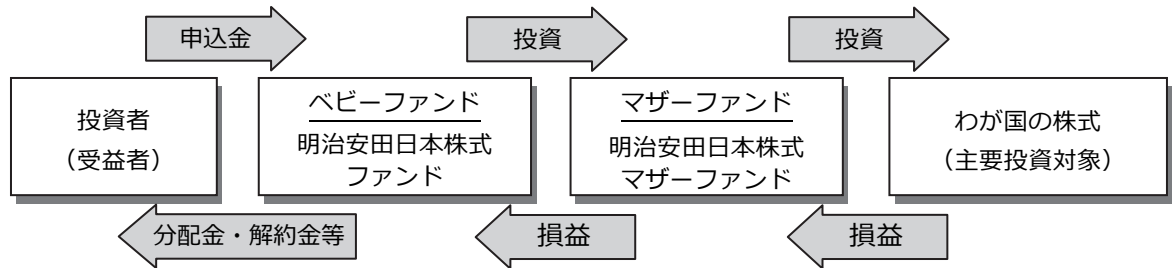 申込金
投資
投資
投資者
（受益者）
ベビーファンド
明治安田日本株式
ファンド
マザーファンド
明治安田日本株式
マザーファンド
わが国の株式
（主要投資対象）
分配金・解約金等
損益
損益